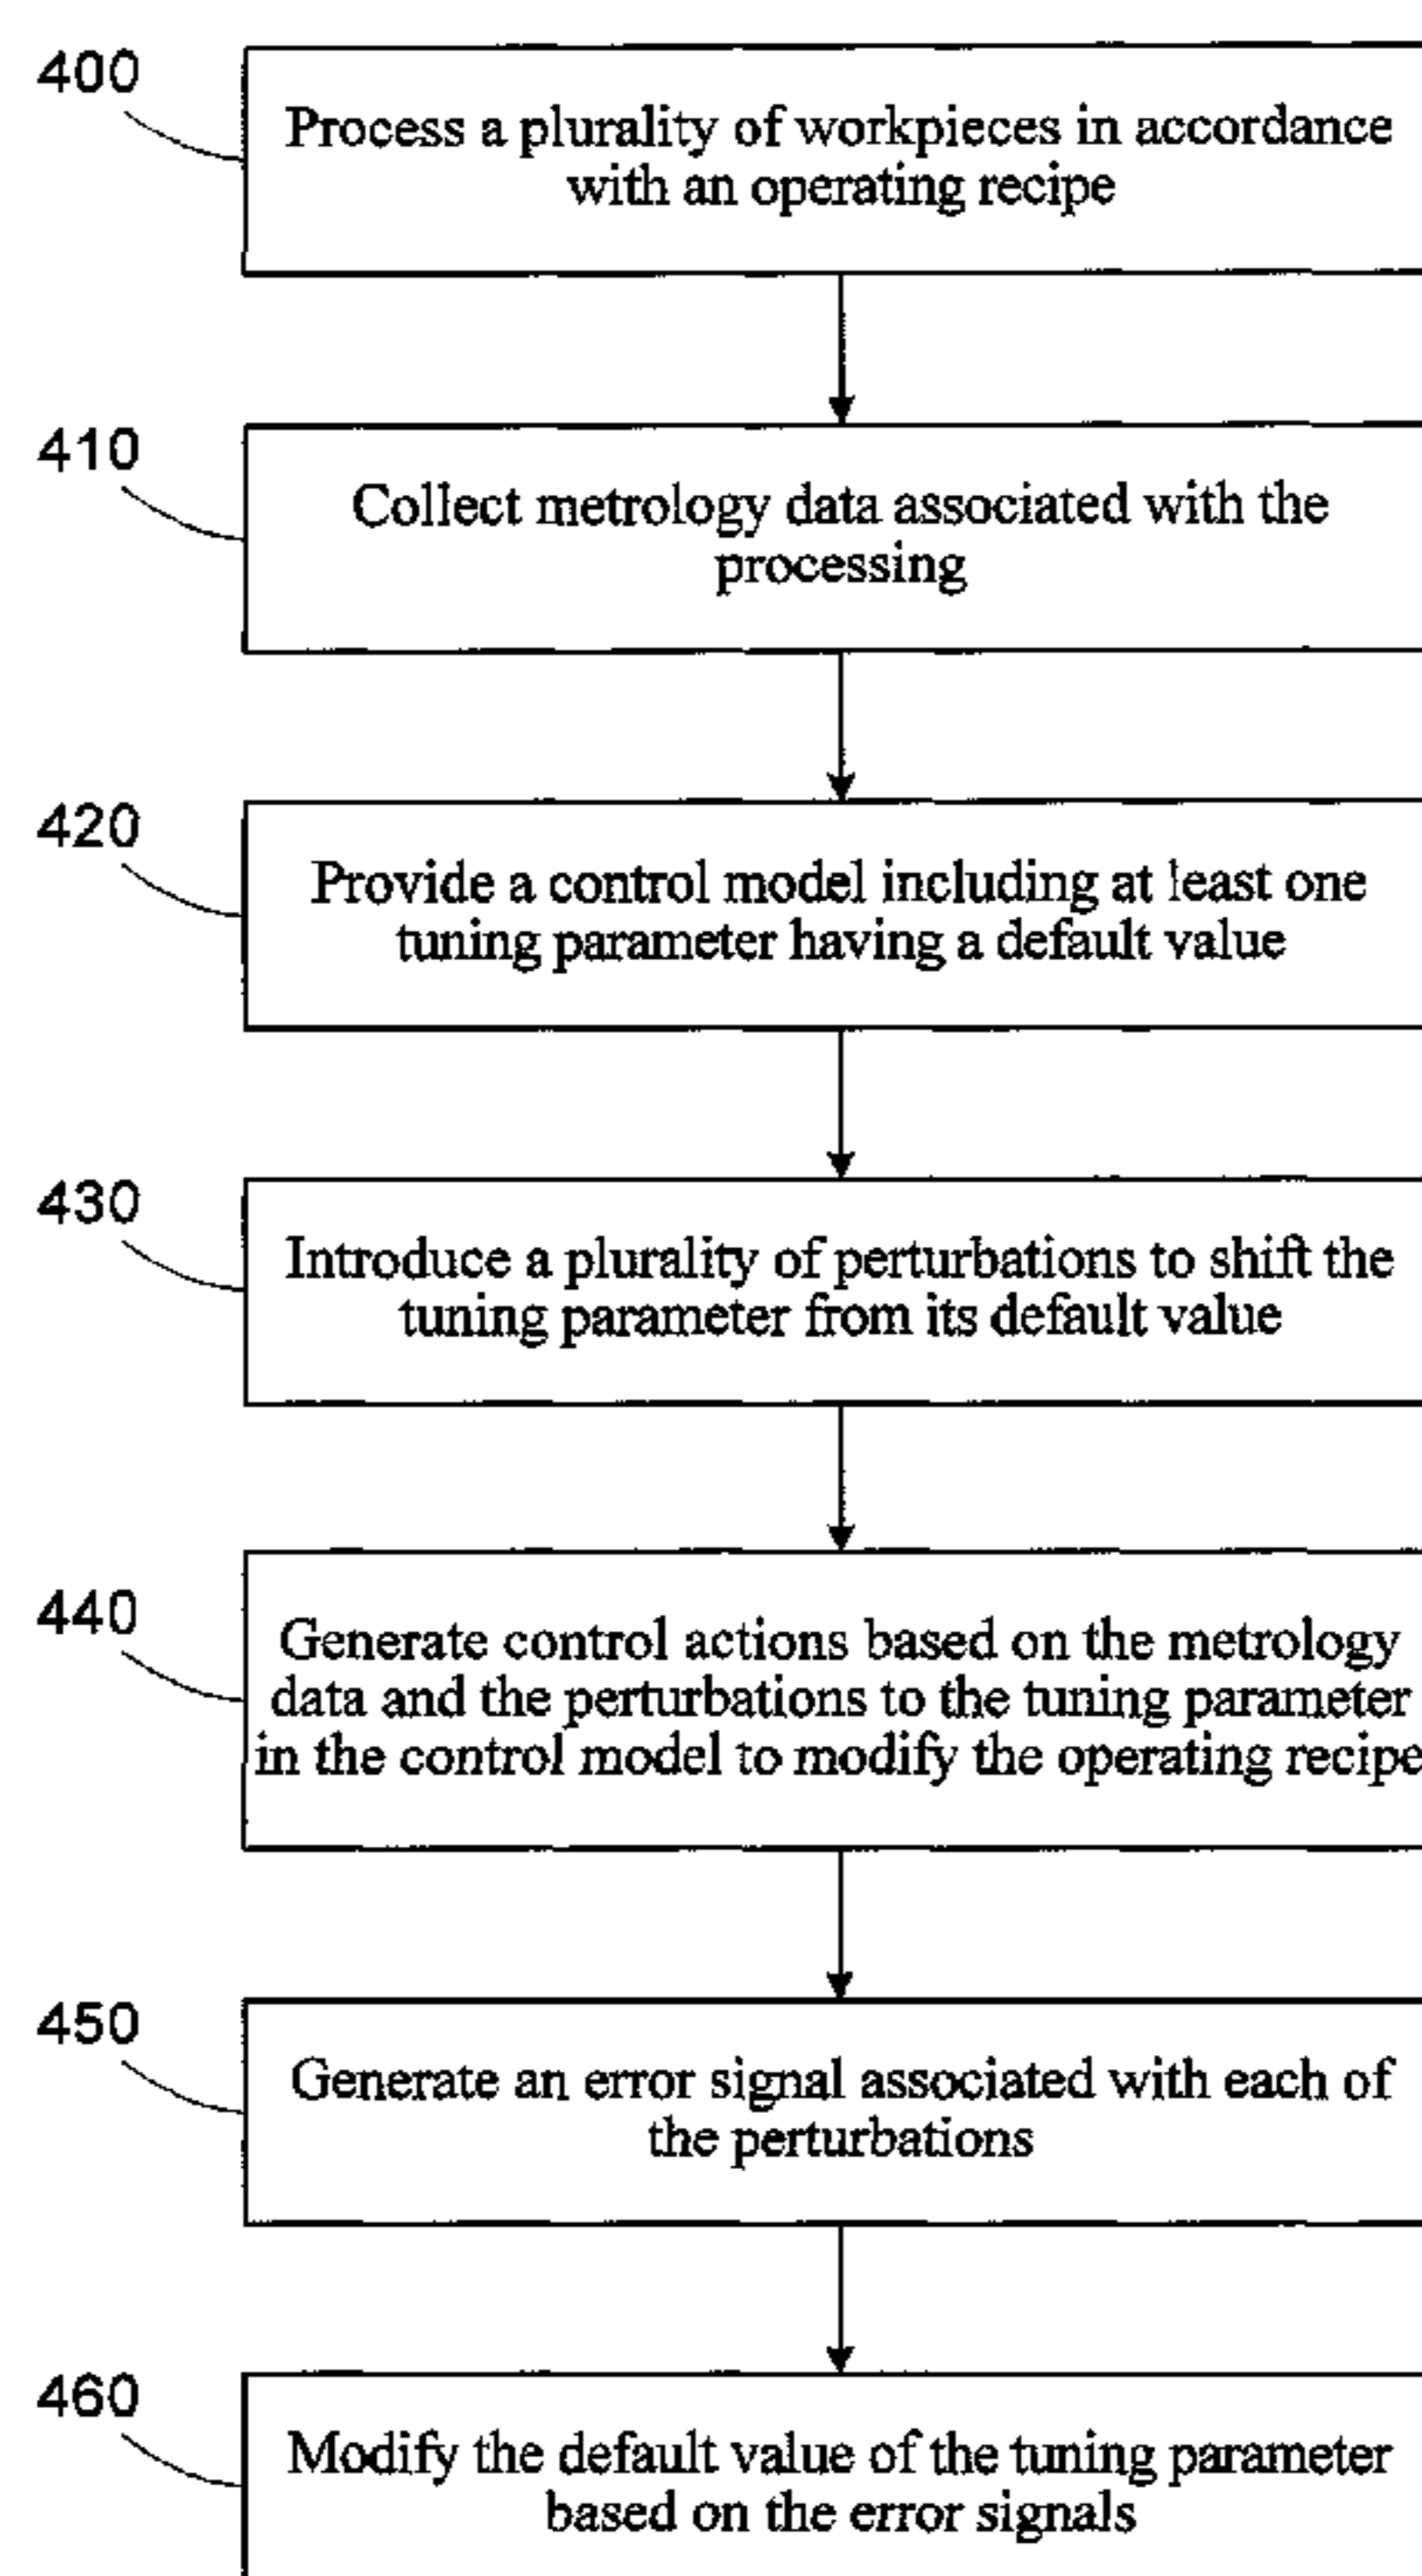 400
Process a plurality of workpieces in accordance
with an operating recipe
410
Collect metrology data associated with the
processing
420
Provide a control model including at least one
tuning parameter having a default value
430
Introduce a plurality of perturbations to shift the
tuning parameter from its default value
440
Generate control actions based on the metrology
data and the perturbations to the tuning parameter
in the control model to modify the operating recipe
450
Generate an error signal associated with each of
the perturbations
460
Modify the default value of the tuning parameter
based on the error signals